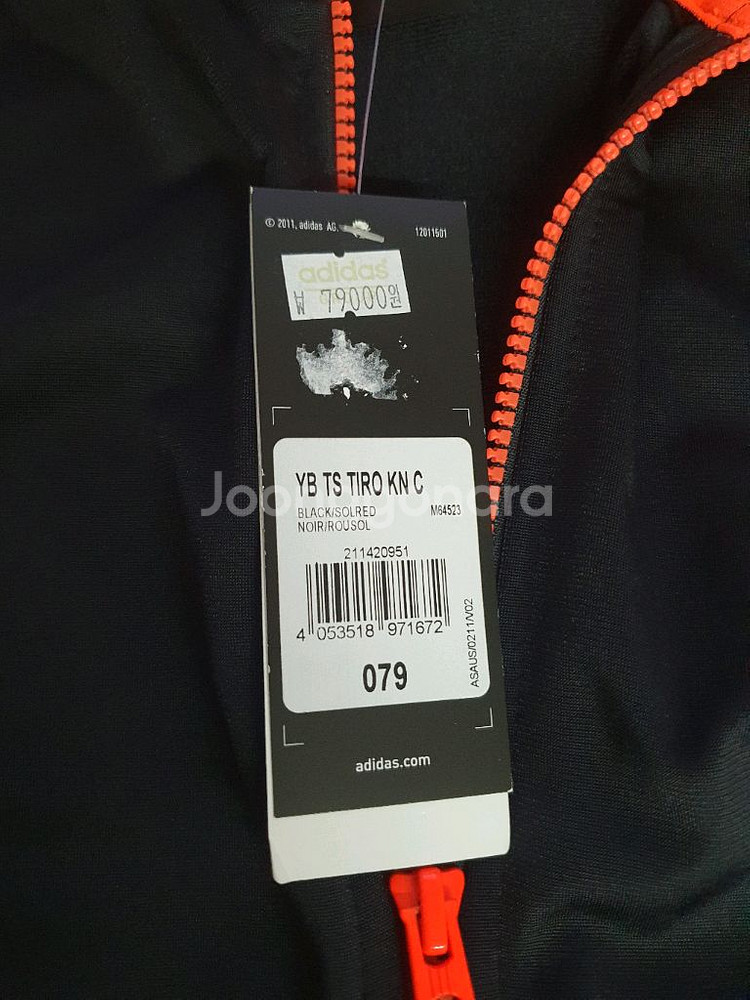 © 2011, adidas AG.
12011501
adidas
₩ 79000원
YB TS TIRO KN C
Joonggonara
BLACK/SOLRED
M64523
NOIR/ROUSOL
211420951
4 053518 971672
ASAUS/0211/V02
079
adidas.com